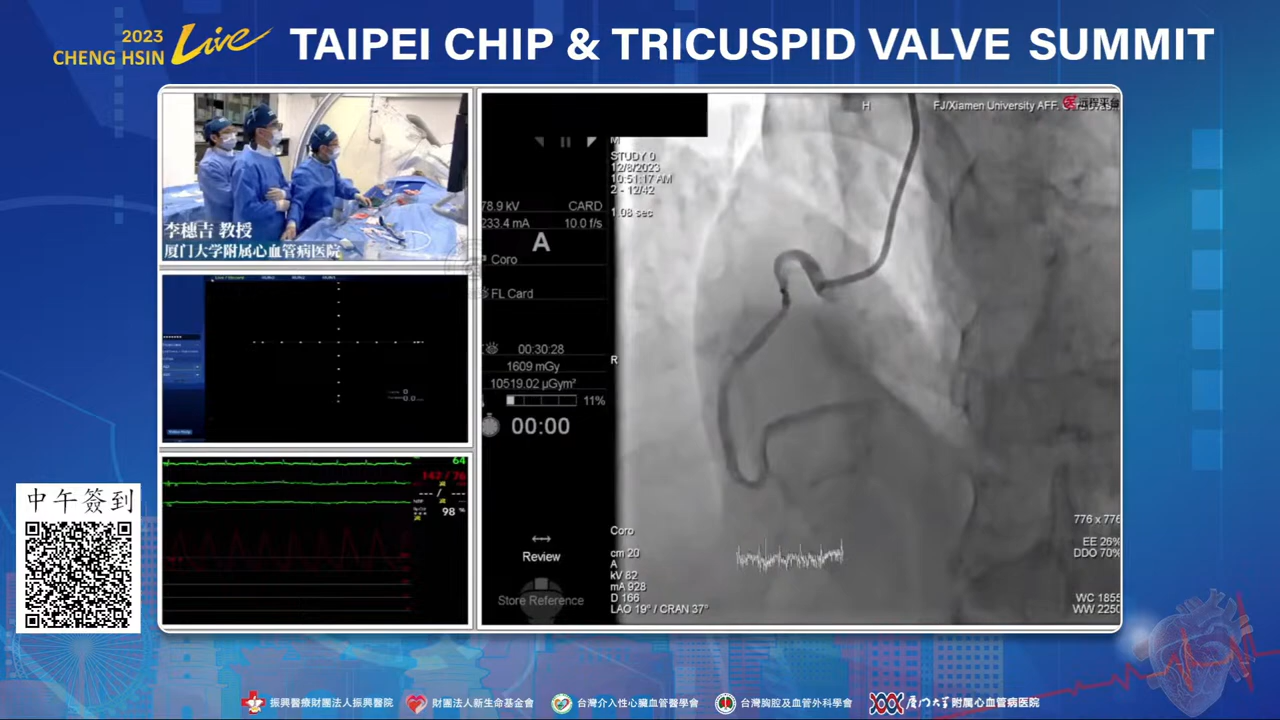 2023
CHENG HSIN Live
TAIPEI CHIP & TRICUSPID VALVE SUMMIT
李穗吉 教授
厦门大学附属心血管病医院
64
142 / 76
98 %
78.9 kV
CARD
233.4 mA
10.0 f/s
A
Coro
FL Card
00:30:28
1609 mGy
10519.02 µGym²
11%
00:00
Review
Store Reference
M
STUDY 0
12/8/2023
10:51:17 AM
2 - 12/42
1.08 sec
H
FJ/Xiamen University AFF.
R
Coro
cm 20
A
kV 82
mA 928
D 166
LAO 19° / CRAN 37°
776 x 776
EE 26%
DDO 70%
WC 1855
WW 2250
中午簽到
振興醫療財團法人振興醫院
財團法人新生命基金會
台灣介入性心臟血管醫學會
台灣胸腔及血管外科學會
厦门大学附属心血管病医院